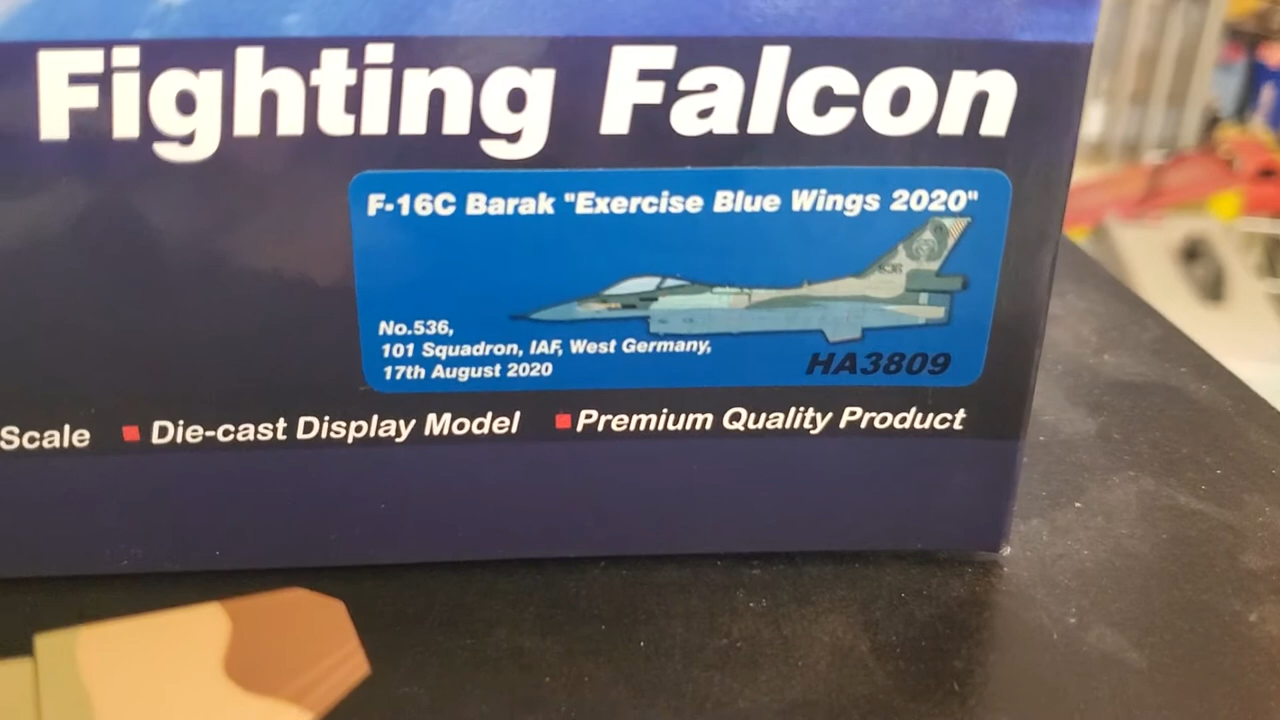 Fighting Falcon
F-16C Barak "Exercise Blue Wings 2020"
536
No.536,
101 Squadron, IAF, West Germany,
17th August 2020
HA3809
Scale ■ Die-cast Display Model ■ Premium Quality Product